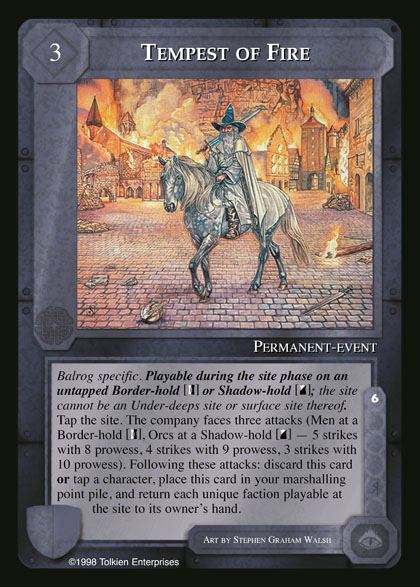 3
Tempest of Fire
Permanent-event
Balrog specific. Playable during the site phase on an
untapped Border-hold [] or Shadow-hold []; the site
cannot be an Under-deeps site or surface site thereof.
Tap the site. The company faces three attacks (Men at a
Border-hold [], Orcs at a Shadow-hold [] — 5 strikes
with 8 prowess, 4 strikes with 9 prowess, 3 strikes with
10 prowess). Following these attacks: discard this card
or tap a character, place this card in your marshalling
point pile, and return each unique faction playable at
the site to its owner's hand.
6
Art by Stephen Graham Walsh
©1998 Tolkien Enterprises